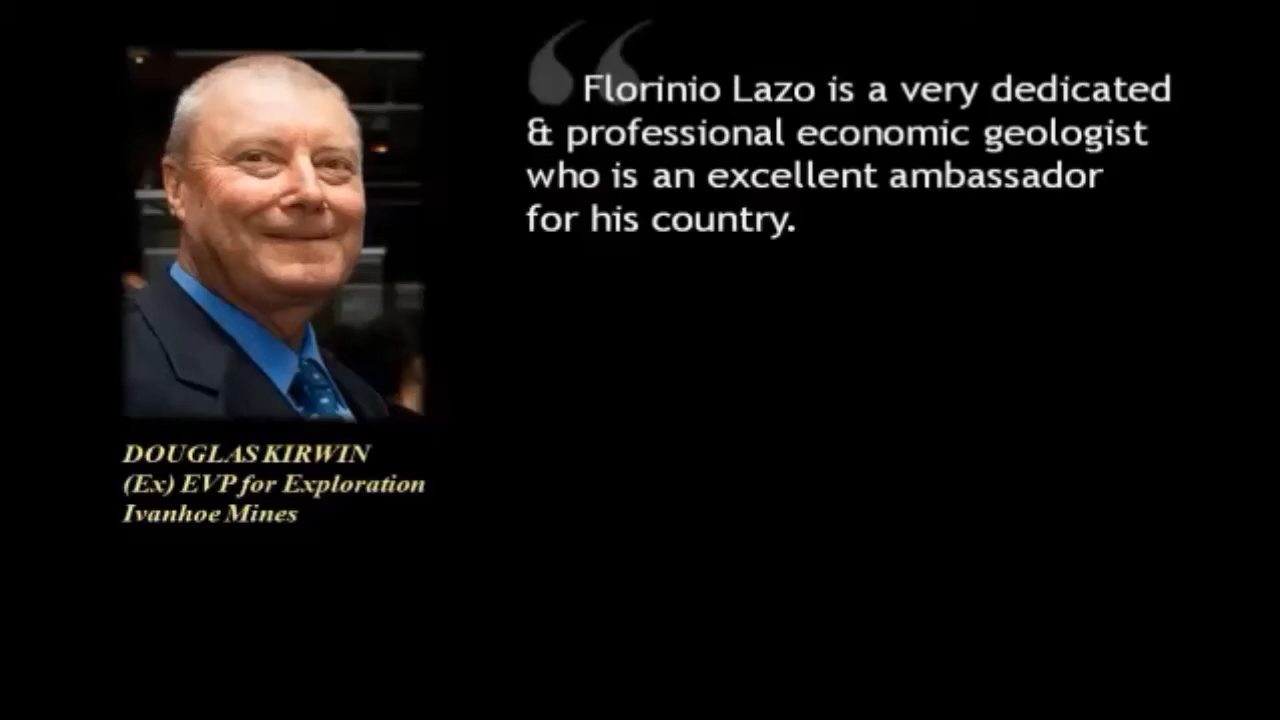 “ Florinio Lazo is a very dedicated
& professional economic geologist
who is an excellent ambassador
for his country.
DOUGLAS KIRWIN
(Ex) EVP for Exploration
Ivanhoe Mines